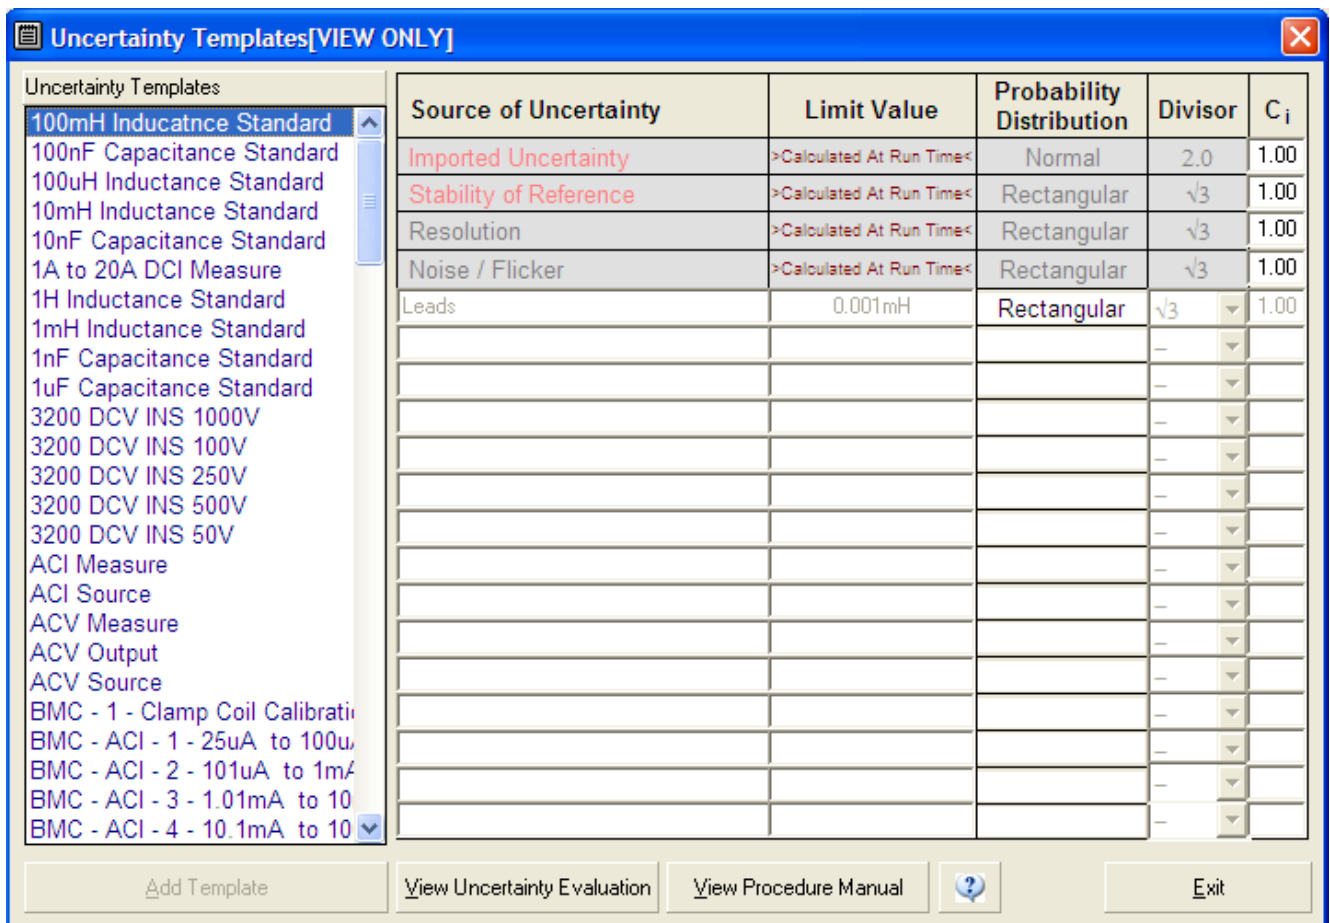 Uncertainty Templates[VIEW ONLY]
Uncertainty Templates
100mH Inducatnce Standard
100nF Capacitance Standard
100uH Inductance Standard
10mH Inductance Standard
10nF Capacitance Standard
1A to 20A DCI Measure
1H Inductance Standard
1mH Inductance Standard
1nF Capacitance Standard
1uF Capacitance Standard
3200 DCV INS 1000V
3200 DCV INS 100V
3200 DCV INS 250V
3200 DCV INS 500V
3200 DCV INS 50V
ACI Measure
ACI Source
ACV Measure
ACV Output
ACV Source
BMC - 1 - Clamp Coil
BMC - ACI - 1 - 25uA to
BMC - ACI - 2 - 101uA to
BMC - ACI - 3 - 1.01mA to
BMC - ACI - 4 - 10.1mA to
Source of Uncertainty Limit Value Probability Distribution Divisor Ci
Imported Uncertainty >Calculated At Run Time< Normal 2.0 1.00
Stability of Reference >Calculated At Run Time< Rectangular √3 1.00
Resolution >Calculated At Run Time< Rectangular √3 1.00
Noise / Flicker >Calculated At Run Time< Rectangular √3 1.00
Leads 0.001mH Rectangular √3 1.00
–
–
–
–
–
–
–
–
–
–
–
–
–
–
Add Template View Uncertainty Evaluation View Procedure Manual ? Exit